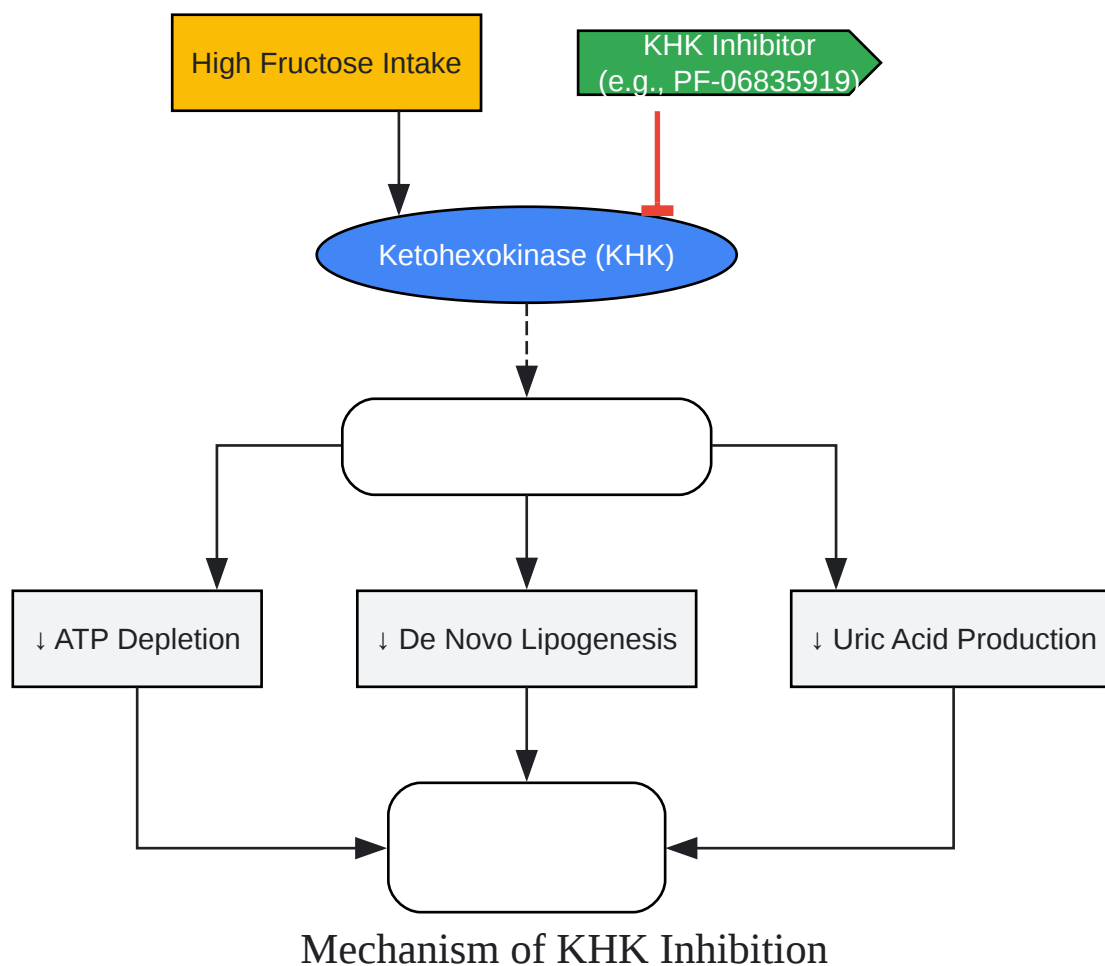 High Fructose Intake
KHK Inhibitor
(e.g., PF-06835919)
Ketohexokinase (KHK)
↓ ATP Depletion
↓ De Novo Lipogenesis
↓ Uric Acid Production
Mechanism of KHK Inhibition